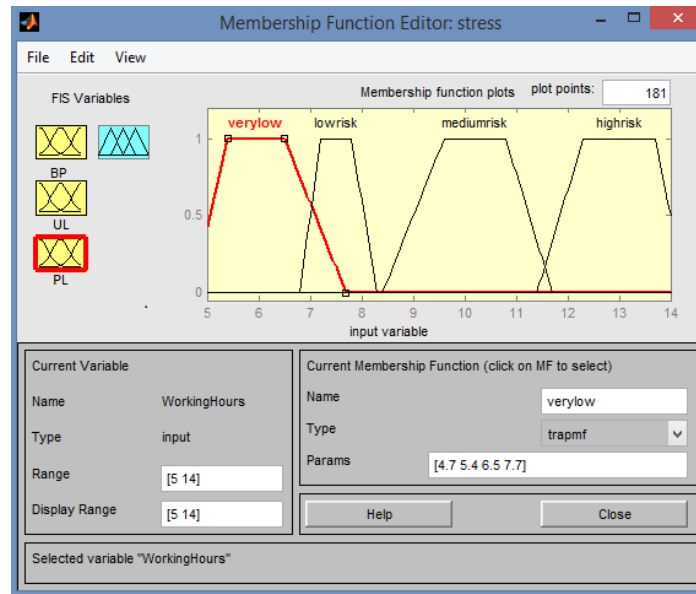 Membership Function Editor: stress
File Edit View
FIS Variables
BP
UL
PL
Membership function plots plot points: 181
verylow lowrisk mediumrisk highrisk
1
0.5
0
5 6 7 8 9 10 11 12 13 14
input variable
Current Variable
Name WorkingHours
Type input
Range [5 14]
Display Range [5 14]
Current Membership Function (click on MF to select)
Name verylow
Type trapmf
Params [4.7 5.4 6.5 7.7]
Help Close
Selected variable "WorkingHours"